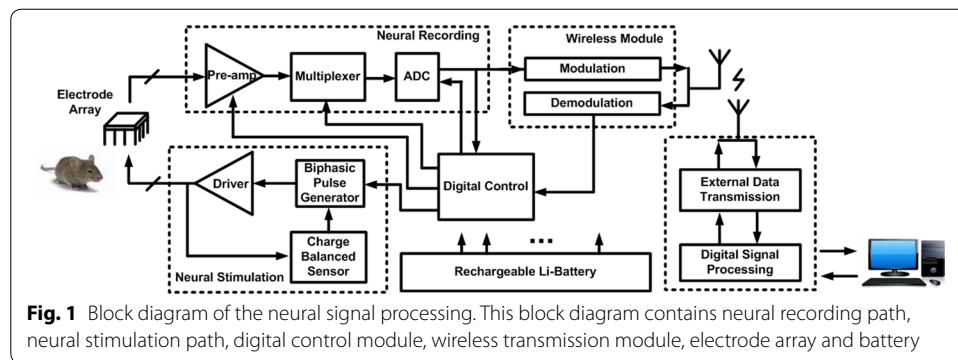 Neural Recording
Wireless Module
Pre-amp
Multiplexer
ADC
Modulation
Demodulation
Electrode
Array
Driver
Biphasic
Pulse
Generator
Digital Control
External Data
Transmission
Charge
Balanced
Sensor
Neural Stimulation
...
Rechargeable Li-Battery
Digital Signal
Processing
Fig. 1 Block diagram of the neural signal processing. This block diagram contains neural recording path,
neural stimulation path, digital control module, wireless transmission module, electrode array and battery